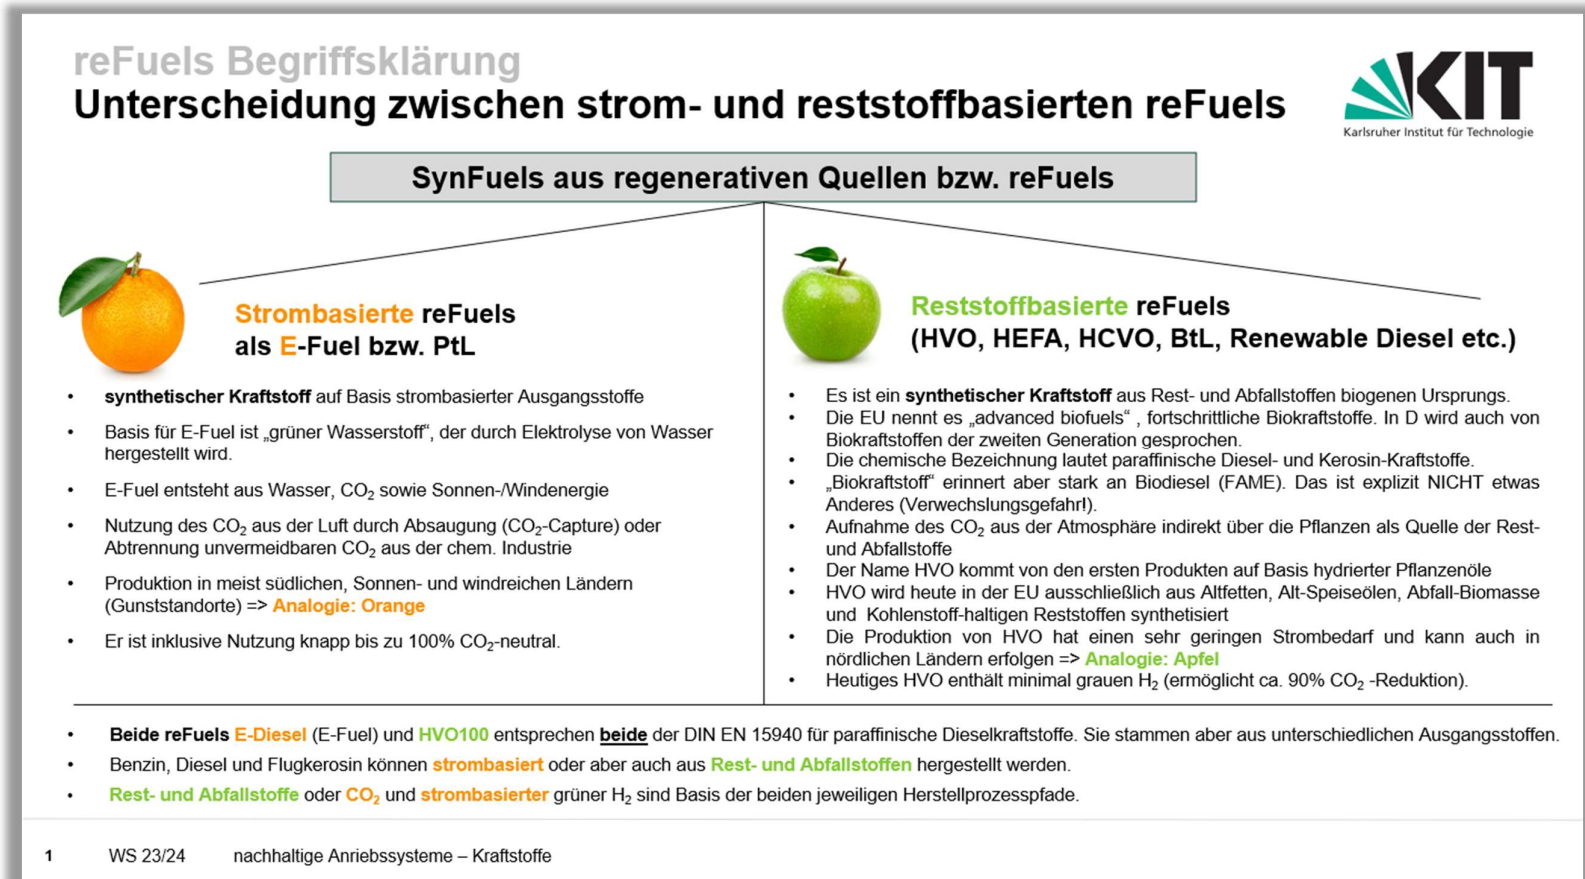 reFuels Begriffsklärung
Unterscheidung zwischen strom- und reststoffbasierten reFuels
KIT
Karlsruher Institut für Technologie
SynFuels aus regenerativen Quellen bzw. reFuels
Strombasierte reFuels
als E-Fuel bzw. PtL
• synthetischer Kraftstoff auf Basis strombasierter Ausgangsstoffe
• Basis für E-Fuel ist „grüner Wasserstoff“, der durch Elektrolyse von Wasser
hergestellt wird.
• E-Fuel entsteht aus Wasser, CO₂ sowie Sonnen-/Windenergie
• Nutzung des CO₂ aus der Luft durch Absaugung (CO₂-Capture) oder
Abtrennung unvermeidbaren CO₂ aus der chem. Industrie
• Produktion in meist südlichen, Sonnen- und windreichen Ländern
(Gunststandorte) => Analogie: Orange
• Er ist inklusive Nutzung knapp bis zu 100% CO₂-neutral.
Reststoffbasierte reFuels
(HVO, HEFA, HCVO, BtL, Renewable Diesel etc.)
• Es ist ein synthetischer Kraftstoff aus Rest- und Abfallstoffen biogenen Ursprungs.
• Die EU nennt es „advanced biofuels“ , fortschrittliche Biokraftstoffe. In D wird auch von
Biokraftstoffen der zweiten Generation gesprochen.
• Die chemische Bezeichnung lautet paraffinische Diesel- und Kerosin-Kraftstoffe.
• „Biokraftstoff“ erinnert aber stark an Biodiesel (FAME). Das ist explizit NICHT etwas
Anderes (Verwechslungsgefahr!).
• Aufnahme des CO₂ aus der Atmosphäre indirekt über die Pflanzen als Quelle der Rest-
und Abfallstoffe
• Der Name HVO kommt von den ersten Produkten auf Basis hydrierter Pflanzenöle
• HVO wird heute in der EU ausschließlich aus Altfetten, Alt-Speiseölen, Abfall-Biomasse
und Kohlenstoff-haltigen Reststoffen synthetisiert
• Die Produktion von HVO hat einen sehr geringen Strombedarf und kann auch in
nördlichen Ländern erfolgen => Analogie: Apfel
• Heutiges HVO enthält minimal grauen H₂ (ermöglicht ca. 90% CO₂ -Reduktion).
• Beide reFuels E-Diesel (E-Fuel) und HVO100 entsprechen beide der DIN EN 15940 für paraffinische Dieselkraftstoffe. Sie stammen aber aus unterschiedlichen Ausgangsstoffen.
• Benzin, Diesel und Flugkerosin können strombasiert oder aber auch aus Rest- und Abfallstoffen hergestellt werden.
• Rest- und Abfallstoffe oder CO₂ und strombasierter grüner H₂ sind Basis der beiden jeweiligen Herstellprozesspfade.
1 WS 23/24 nachhaltige Anriebssysteme – Kraftstoffe